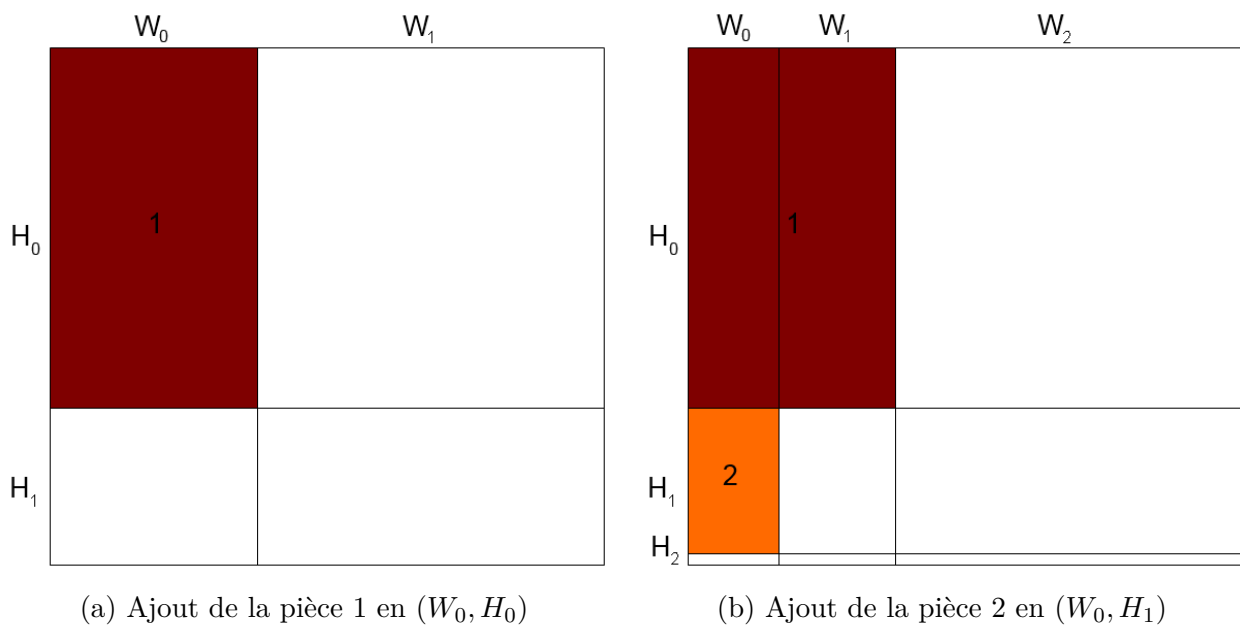 W₀ W₁
H₀
1
H₁
(a) Ajout de la pièce 1 en (W₀, H₀)
W₀ W₁ W₂
H₀
1
H₁
2
H₂
(b) Ajout de la pièce 2 en (W₀, H₁)